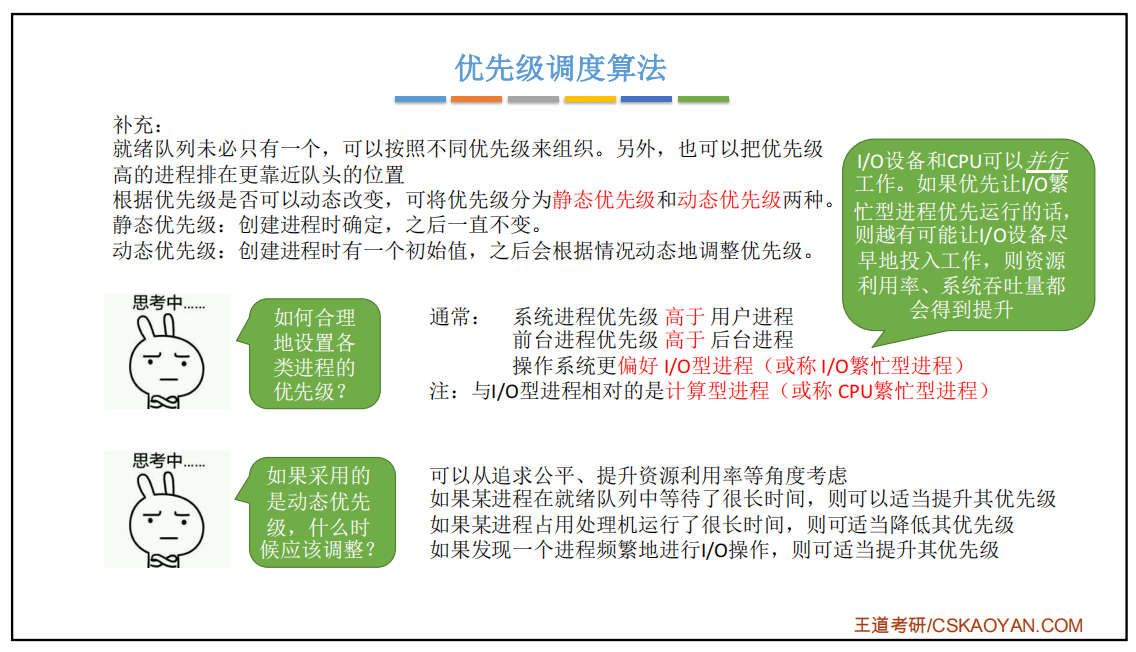 优先级调度算法
补充：
就绪队列未必只有一个，可以按照不同优先级来组织。另外，也可以把优先级
高的进程排在更靠近队头的位置
根据优先级是否可以动态改变，可将优先级分为静态优先级和动态优先级两种。
静态优先级：创建进程时确定，之后一直不变。
动态优先级：创建进程时有一个初始值，之后会根据情况动态地调整优先级。
I/O设备和CPU可以并行
工作。如果优先让I/O繁
忙型进程优先运行的话，
则越有可能让I/O设备尽
早地投入工作，则资源
利用率、系统吞吐量都
会得到提升
思考中......
如何合理
地设置各
类进程的
优先级？
通常： 系统进程优先级 高于 用户进程
前台进程优先级 高于 后台进程
操作系统更偏好 I/O型进程（或称 I/O繁忙型进程）
注：与I/O型进程相对的是计算型进程（或称 CPU繁忙型进程）
思考中......
如果采用的
是动态优先
级，什么时
候应该调整？
可以从追求公平、提升资源利用率等角度考虑
如果某进程在就绪队列中等待了很长时间，则可以适当提升其优先级
如果某进程占用处理机运行了很长时间，则可适当降低其优先级
如果发现一个进程频繁地进行I/O操作，则可适当提升其优先级
王道考研/CSKAOYAN.COM